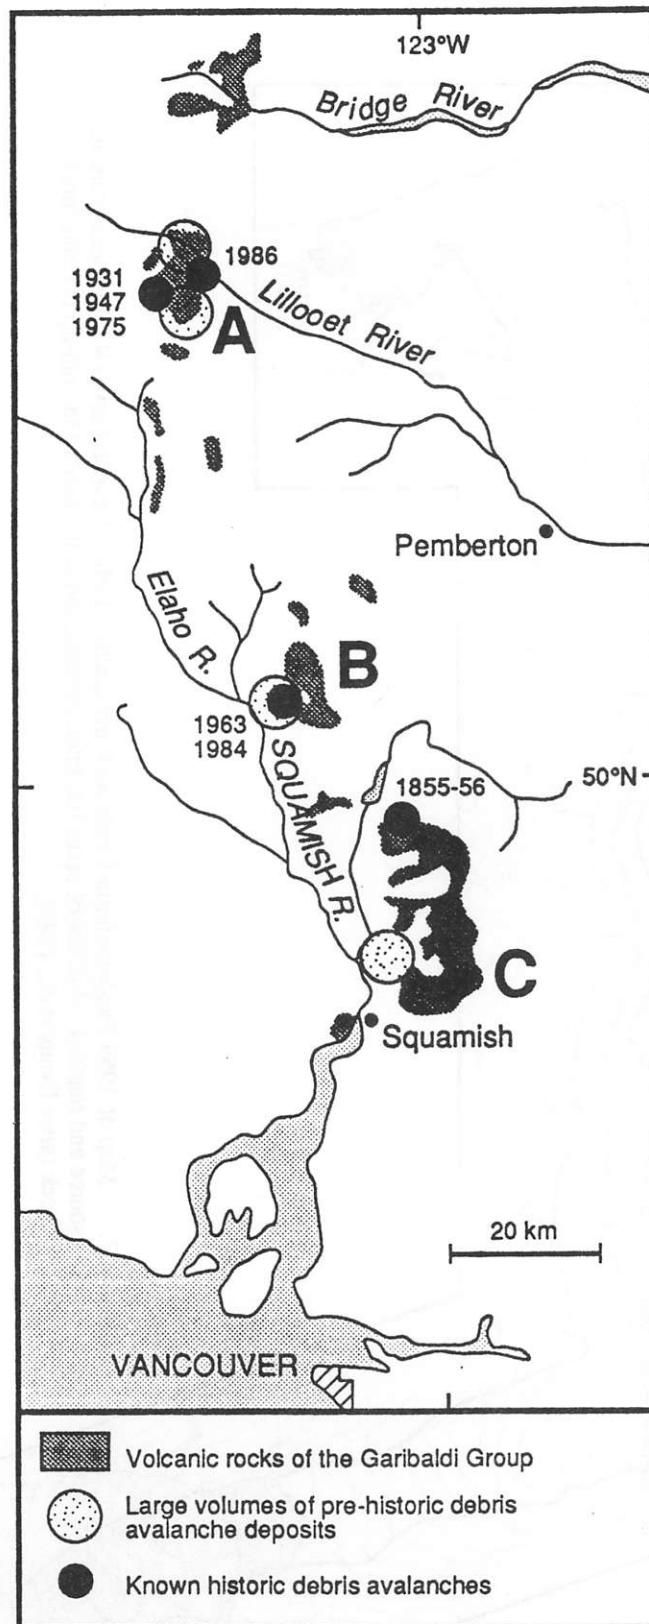 123°W
Bridge River
1986
1931
1947
1975
A
Lillooet River
Pemberton
Elaho R.
B
1963
1984
SQUAMISH R.
50°N
1855-56
C
Squamish
20 km
VANCOUVER
Volcanic rocks of the Garibaldi Group
Large volumes of pre-historic debris
avalanche deposits
Known historic debris avalanches